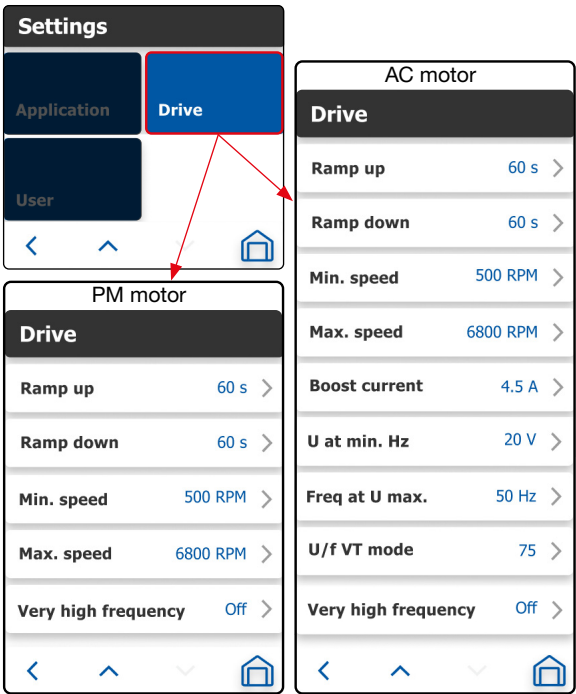 Settings
Application
Drive
User
PM motor
Drive
Ramp up 60 s
Ramp down 60 s
Min. speed 500 RPM
Max. speed 6800 RPM
Very high frequency Off
AC motor
Drive
Ramp up 60 s
Ramp down 60 s
Min. speed 500 RPM
Max. speed 6800 RPM
Boost current 4.5 A
U at min. Hz 20 V
Freq at U max. 50 Hz
U/f VT mode 75
Very high frequency Off